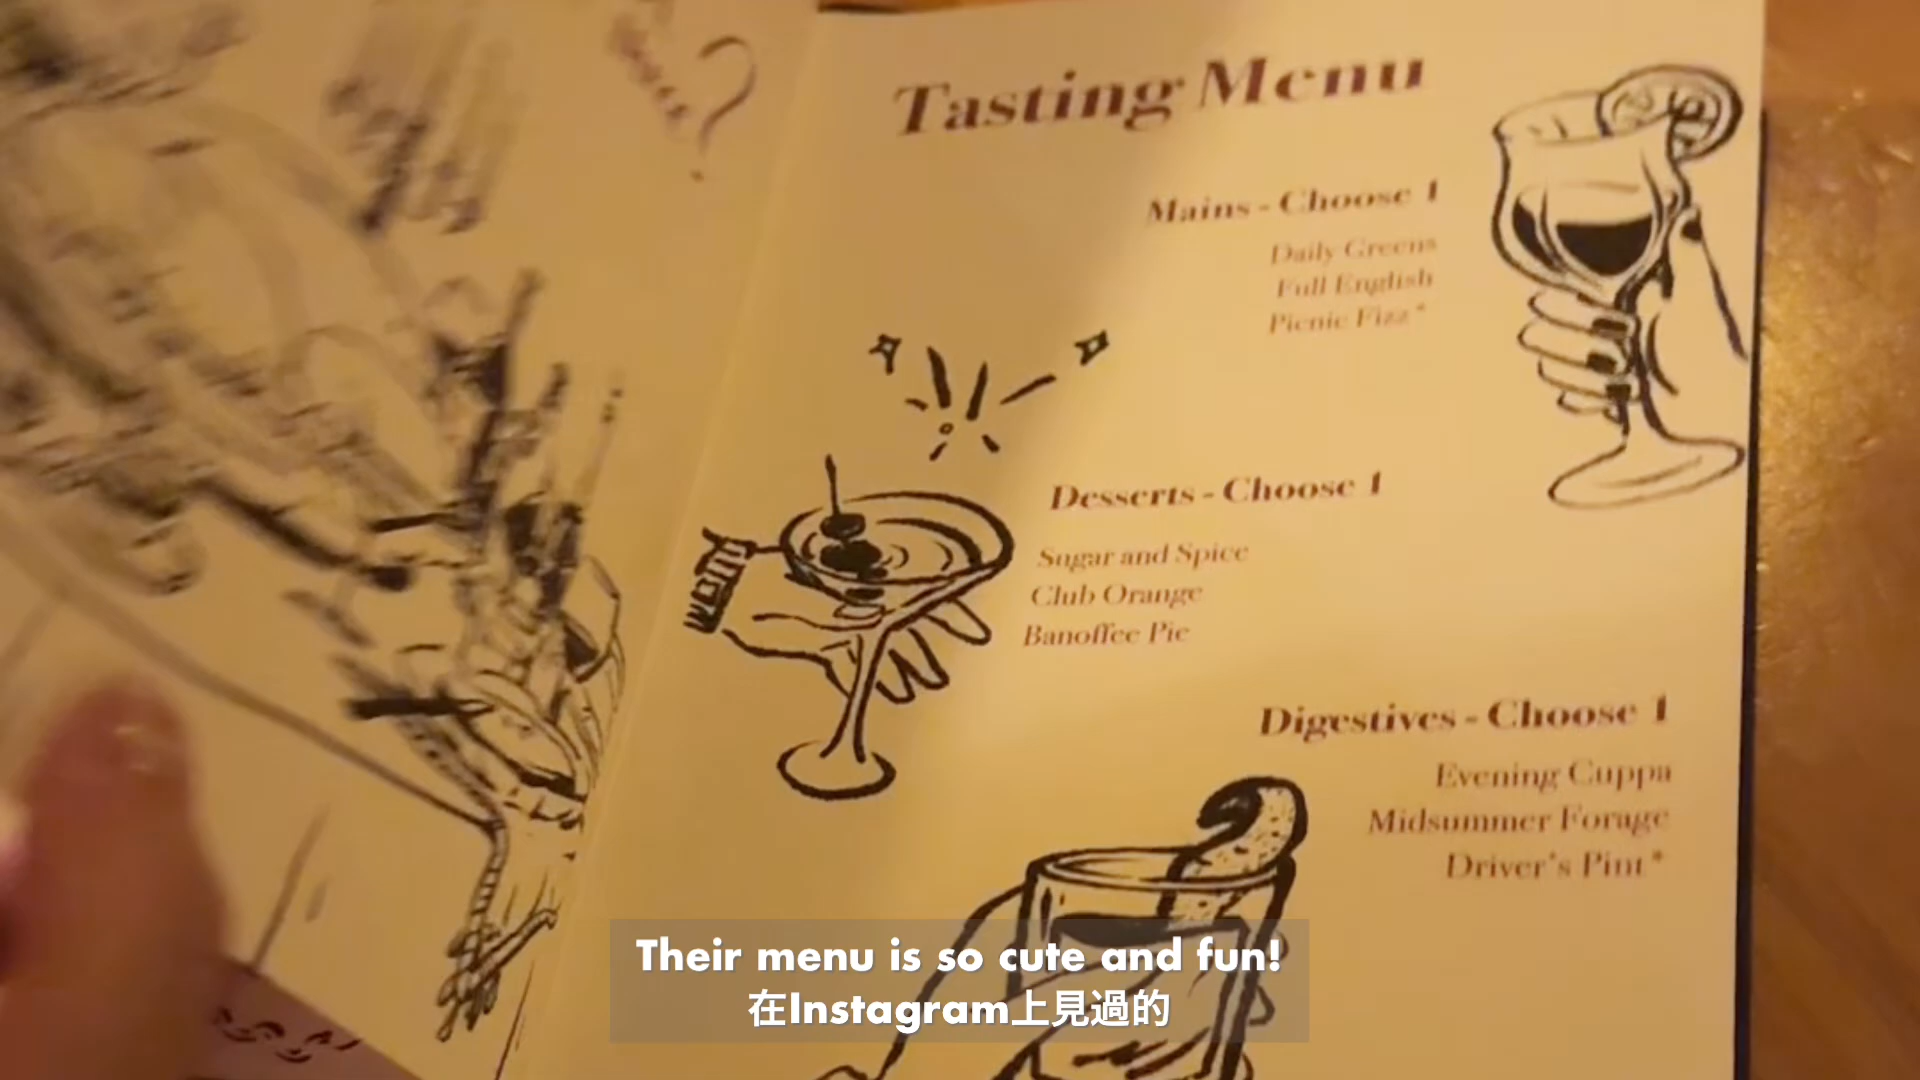 Tasting Menu
Mains - Choose 1
Daily Greens
Full English
Picnic Fizz*
Desserts - Choose 1
Sugar and Spice
Club Orange
Banoffee Pie
Digestives - Choose 1
Evening Cuppa
Midsummer Forage
Driver's Pint*
Their menu is so cute and fun!
在Instagram上見過的